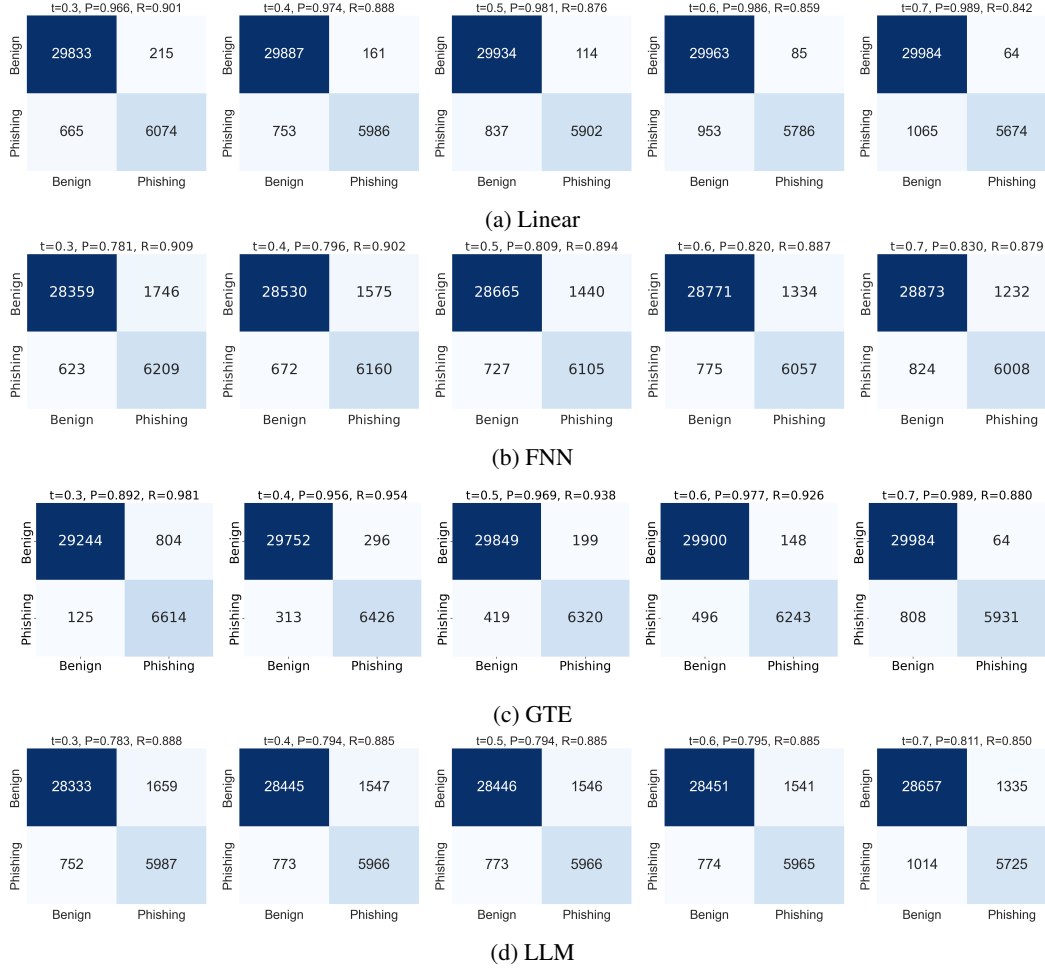 t=0.3, P=0.966, R=0.901 t=0.4, P=0.974, R=0.888 t=0.5, P=0.981, R=0.876 t=0.6, P=0.986, R=0.859 t=0.7, P=0.989, R=0.842
Benign 29833 215 Benign 29887 161 Benign 29934 114 Benign 29963 85 Benign 29984 64
Phishing 665 6074 Phishing 753 5986 Phishing 837 5902 Phishing 953 5786 Phishing 1065 5674
Benign Phishing Benign Phishing Benign Phishing Benign Phishing Benign Phishing
(a) Linear
t=0.3, P=0.781, R=0.909 t=0.4, P=0.796, R=0.902 t=0.5, P=0.809, R=0.894 t=0.6, P=0.820, R=0.887 t=0.7, P=0.830, R=0.879
Benign 28359 1746 Benign 28530 1575 Benign 28665 1440 Benign 28771 1334 Benign 28873 1232
Phishing 623 6209 Phishing 672 6160 Phishing 727 6105 Phishing 775 6057 Phishing 824 6008
Benign Phishing Benign Phishing Benign Phishing Benign Phishing Benign Phishing
(b) FNN
t=0.3, P=0.892, R=0.981 t=0.4, P=0.956, R=0.954 t=0.5, P=0.969, R=0.938 t=0.6, P=0.977, R=0.926 t=0.7, P=0.989, R=0.880
Benign 29244 804 Benign 29752 296 Benign 29849 199 Benign 29900 148 Benign 29984 64
Phishing 125 6614 Phishing 313 6426 Phishing 419 6320 Phishing 496 6243 Phishing 808 5931
Benign Phishing Benign Phishing Benign Phishing Benign Phishing Benign Phishing
(c) GTE
t=0.3, P=0.783, R=0.888 t=0.4, P=0.794, R=0.885 t=0.5, P=0.794, R=0.885 t=0.6, P=0.795, R=0.885 t=0.7, P=0.811, R=0.850
Benign 28333 1659 Benign 28445 1547 Benign 28446 1546 Benign 28451 1541 Benign 28657 1335
Phishing 752 5987 Phishing 773 5966 Phishing 773 5966 Phishing 774 5965 Phishing 1014 5725
Benign Phishing Benign Phishing Benign Phishing Benign Phishing Benign Phishing
(d) LLM